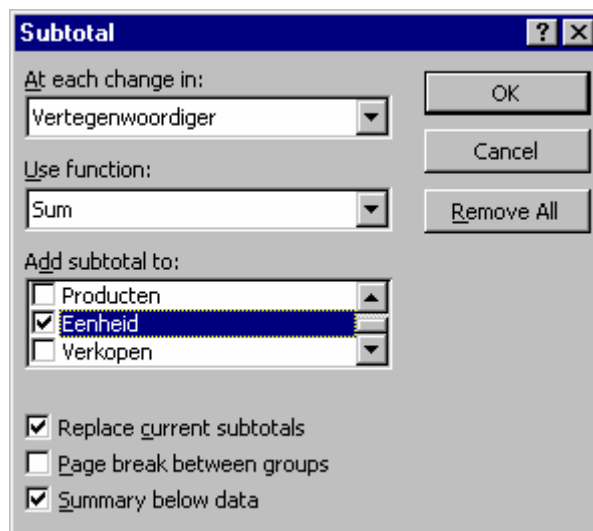 Subtotal
At each change in:
Vertegenwoordiger
Use function:
Sum
Add subtotal to:
Producten
Eenheid
Verkopen
Replace current subtotals
Page break between groups
Summary below data
OK
Cancel
Remove All